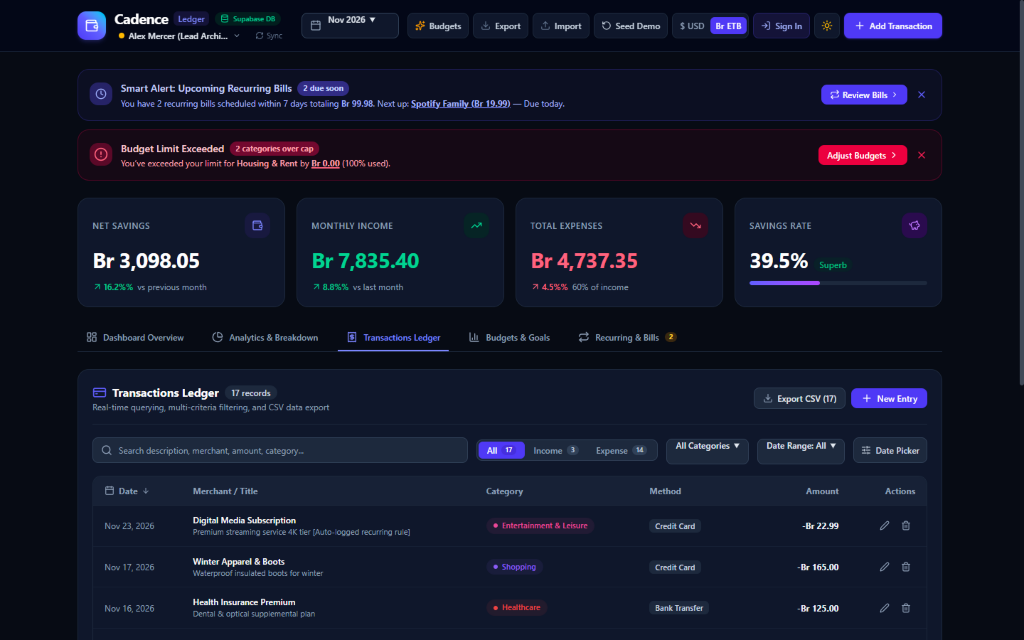 Cadence Ledger Supabase DB
Alex Mercer (Lead Archi... Sync
Nov 2026 ▼
Budgets
Export
Import
Seed Demo
$ USD Br ETB
Sign In
+ Add Transaction
Smart Alert: Upcoming Recurring Bills 2 due soon
You have 2 recurring bills scheduled within 7 days totaling Br 99.98. Next up: Spotify Family (Br 19.99) — Due today.
Review Bills
Budget Limit Exceeded 2 categories over cap
You've exceeded your limit for Housing & Rent by Br 0.00 (100% used).
Adjust Budgets
NET SAVINGS
Br 3,098.05
16.2%% vs previous month
MONTHLY INCOME
Br 7,835.40
8.8%% vs last month
TOTAL EXPENSES
Br 4,737.35
4.5%% 60% of income
SAVINGS RATE
39.5% Superb
Dashboard Overview Analytics & Breakdown Transactions Ledger Budgets & Goals Recurring & Bills 2
Transactions Ledger 17 records
Real-time querying, multi-criteria filtering, and CSV data export
Export CSV (17) + New Entry
Search description, merchant, amount, category...
All 17 Income 3 Expense 14
All Categories ▼ Date Range: All ▼ Date Picker
Date ↓ Merchant / Title Category Method Amount Actions
Nov 23, 2026 Digital Media Subscription Entertainment & Leisure Credit Card -Br 22.99
Premium streaming service 4K tier [Auto-logged recurring rule]
Nov 17, 2026 Winter Apparel & Boots Shopping Credit Card -Br 165.00
Waterproof insulated boots for winter
Nov 16, 2026 Health Insurance Premium Healthcare Bank Transfer -Br 125.00
Dental & optical supplemental plan